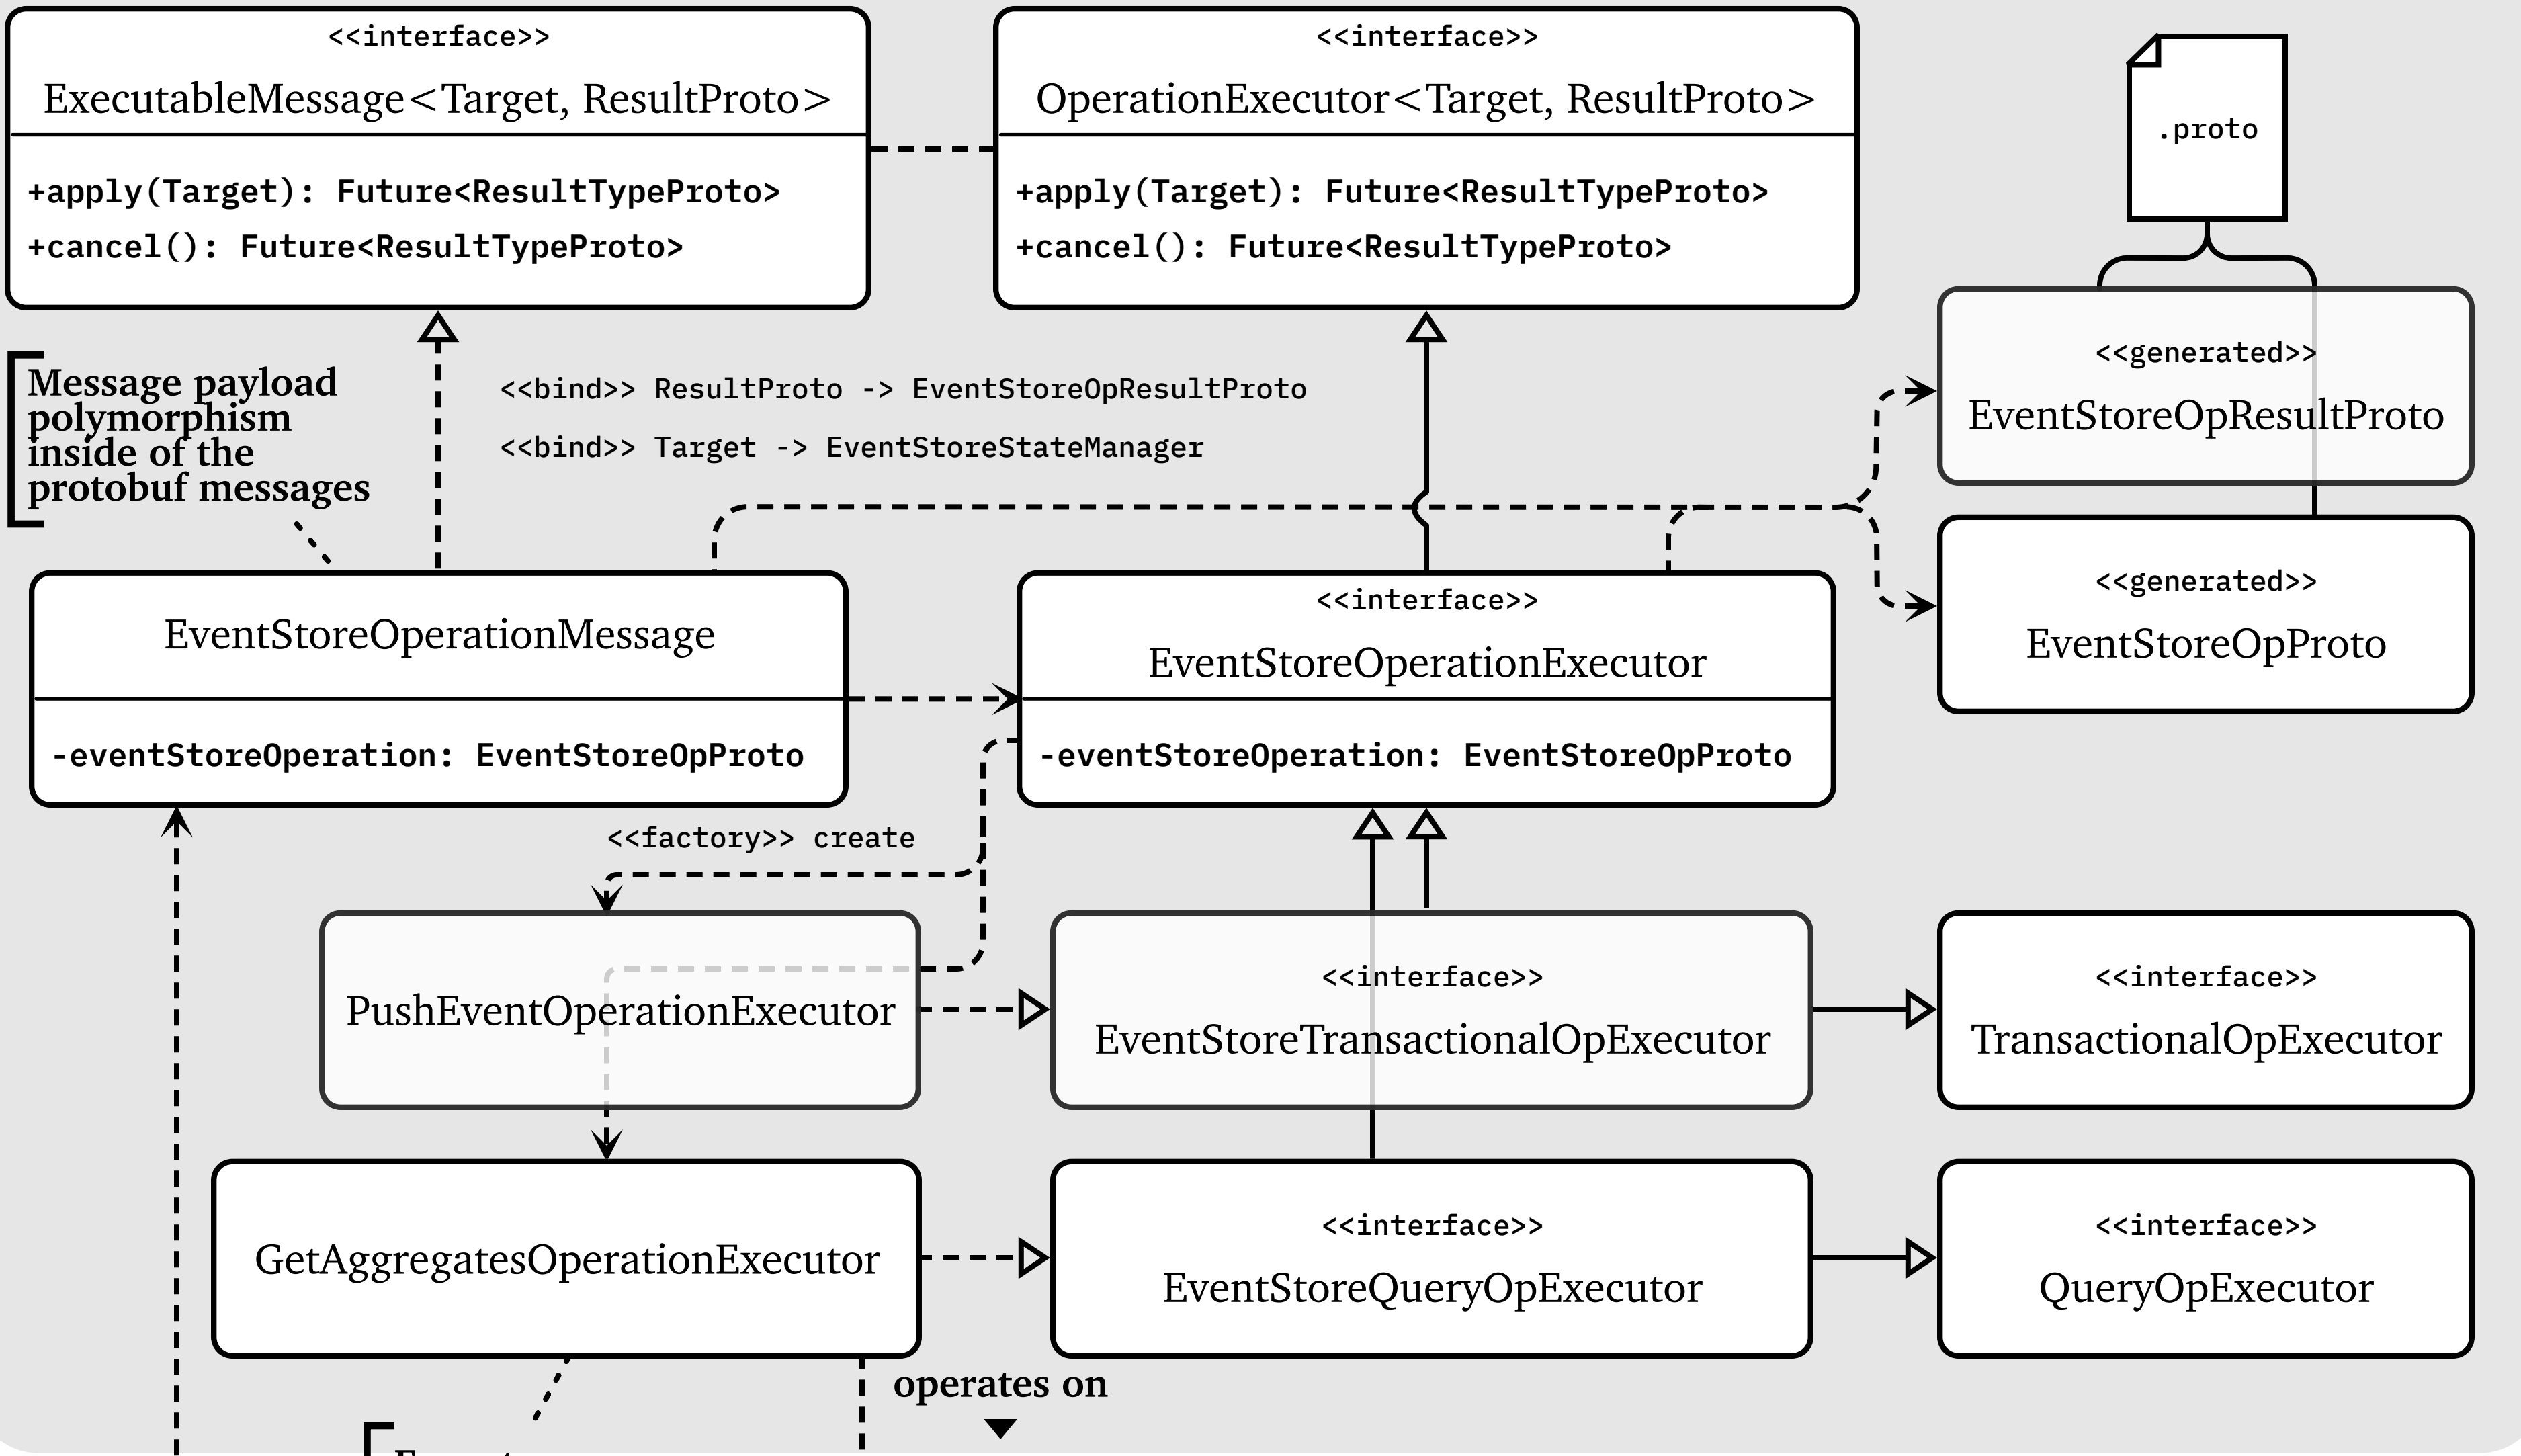 <<interface>>
ExecutableMessage<Target, ResultProto>
+apply(Target): Future<ResultTypeProto>
+cancel(): Future<ResultTypeProto>
<<interface>>
OperationExecutor<Target, ResultProto>
+apply(Target): Future<ResultTypeProto>
+cancel(): Future<ResultTypeProto>
.proto
<<generated>>
EventStoreOpResultProto
Message payload
polymorphism
inside of the
protobuf messages
<<bind>> ResultProto -> EventStoreOpResultProto
<<bind>> Target -> EventStoreStateManager
<<generated>>
EventStoreOpProto
EventStoreOperationMessage
-eventStoreOperation: EventStoreOpProto
<<interface>>
EventStoreOperationExecutor
-eventStoreOperation: EventStoreOpProto
<<factory>> create
PushEventOperationExecutor
<<interface>>
EventStoreTransactionalOpExecutor
<<interface>>
TransactionalOpExecutor
GetAggregatesOperationExecutor
<<interface>>
EventStoreQueryOpExecutor
<<interface>>
QueryOpExecutor
operates on